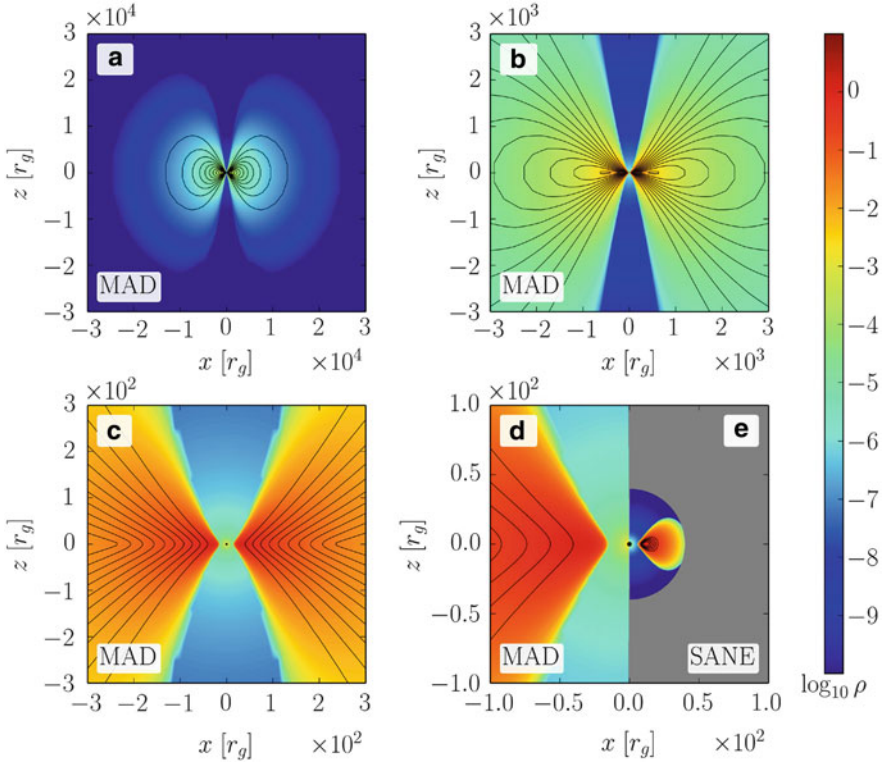 ×10⁴
a
MAD
z [r_g]
3
2
1
0
−1
−2
−3
−3 −2 −1 0 1 2 3
x [r_g] ×10⁴
×10³
b
MAD
z [r_g]
3
2
1
0
−1
−2
−3
−3 −2 −1 0 1 2 3
x [r_g] ×10³
×10²
c
MAD
z [r_g]
3
2
1
0
−1
−2
−3
−3 −2 −1 0 1 2 3
x [r_g] ×10²
×10²
d e
MAD SANE
z [r_g]
1.0
0.5
0.0
−0.5
−1.0
−1.0 −0.5 0.0 0.5 1.0
x [r_g] ×10²
0
−1
−2
−3
−4
−5
−6
−7
−8
−9
log₁₀ ρ